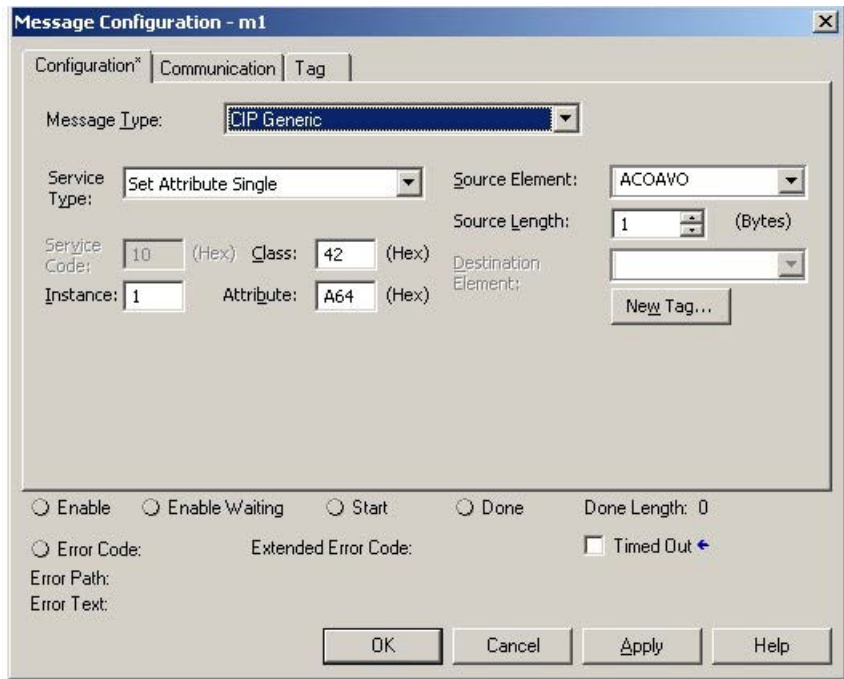 Message Configuration - m1
Configuration* Communication Tag
Message Type: CIP Generic
Service Type: Set Attribute Single
Source Element: ACOAVO
Source Length: 1 (Bytes)
Service Code: 10 (Hex) Class: 42 (Hex)
Destination Element:
Instance: 1 Attribute: A64 (Hex)
New Tag...
Enable Enable Waiting Start Done Done Length: 0
Error Code: Extended Error Code: Timed Out
Error Path:
Error Text:
OK Cancel Apply Help